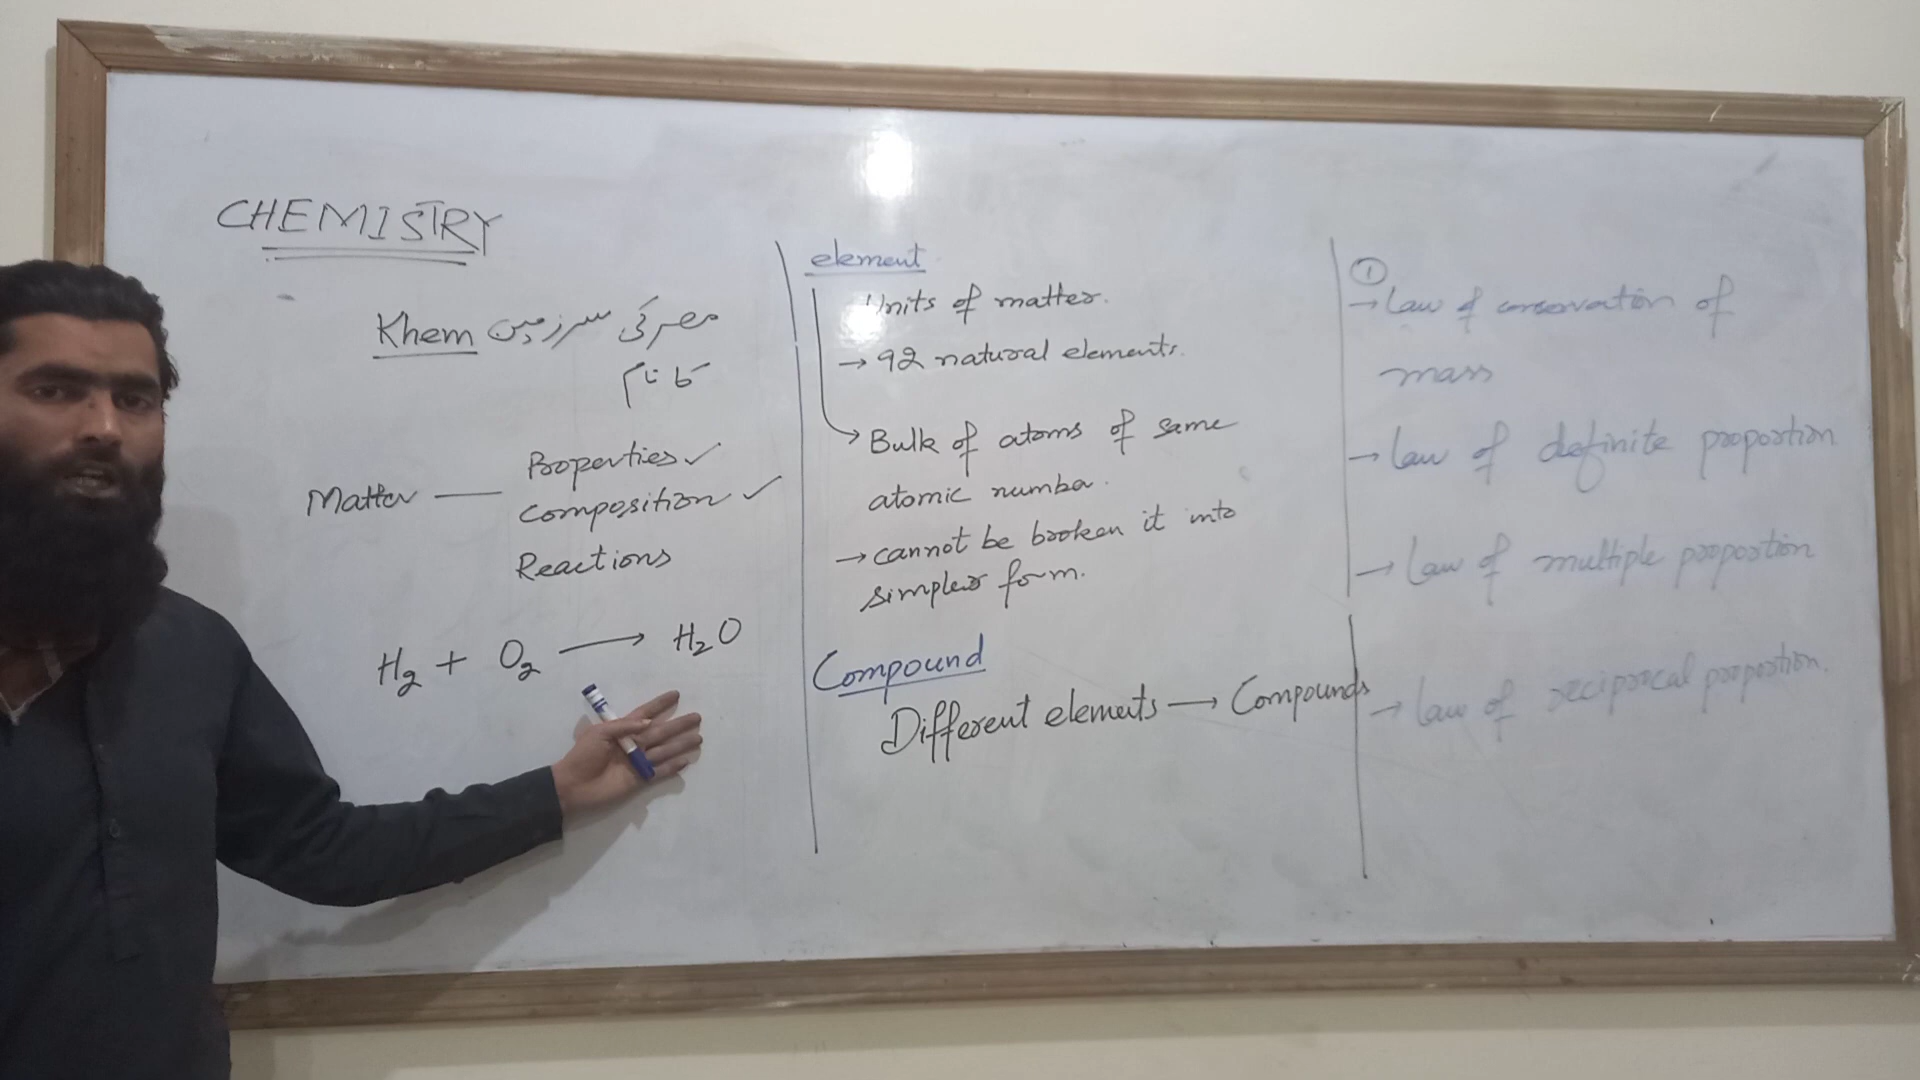 CHEMISTRY
Khem مصر کی سرزمین
کا نام
Matter — Properties ✓
Composition ✓
Reactions
H₂ + O₂ → H₂O
element
Units of matter.
→ 92 natural elements.
→ Bulk of atoms of same
atomic number.
→ cannot be broken it into
simpler form.
Compound
Different elements → Compounds
①
→ Law of conservation of
mass
→ Law of definite proportion
→ Law of multiple proportion
→ Law of reciprocal proportion.